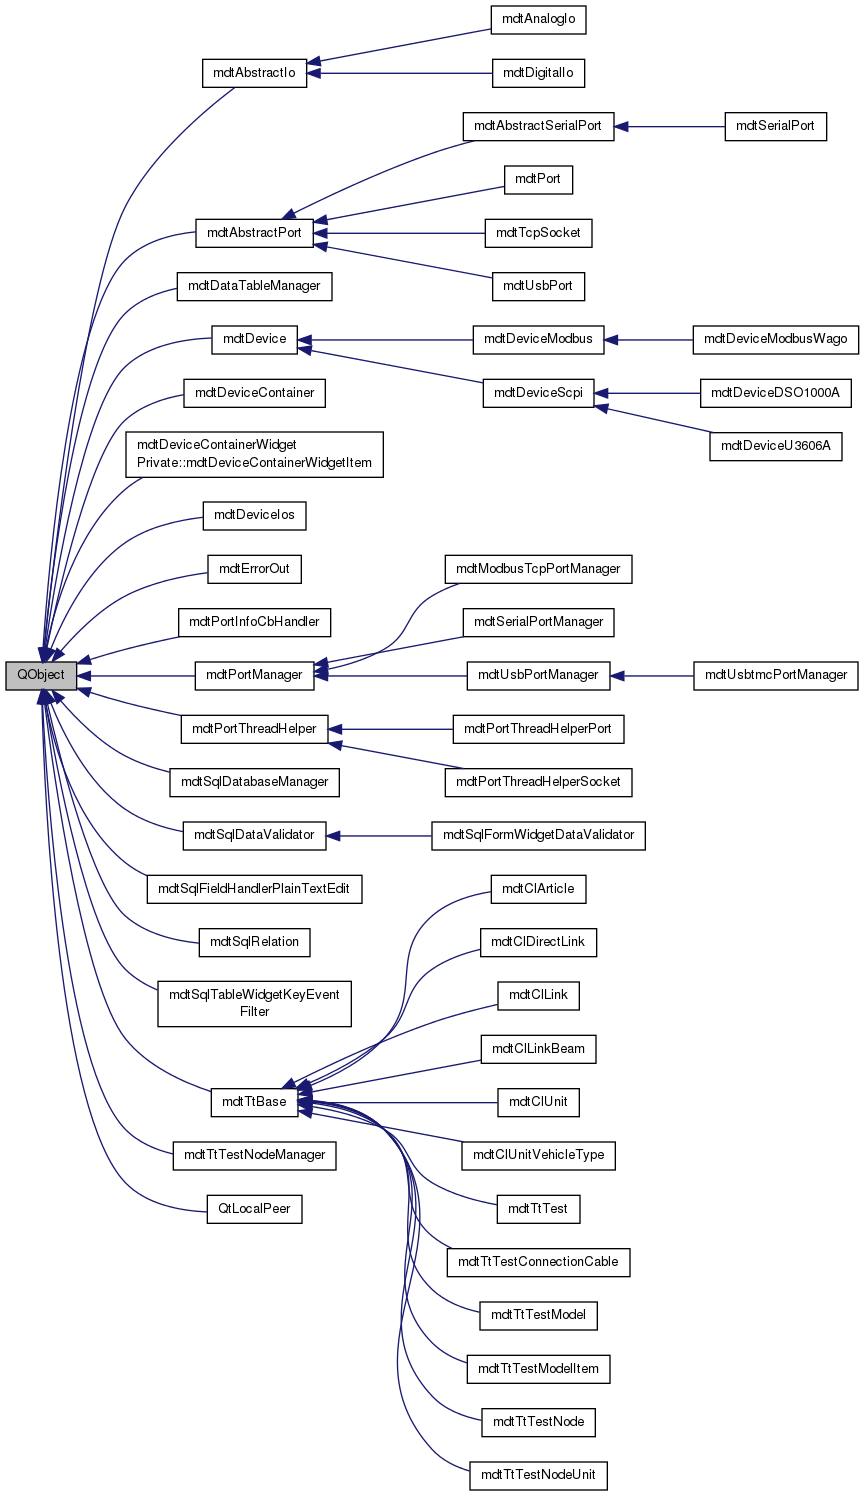 mdtAnalogIo
mdtAbstractIo
mdtDigitalIo
mdtAbstractSerialPort
mdtSerialPort
mdtPort
mdtAbstractPort
mdtTcpSocket
mdtUsbPort
mdtDataTableManager
mdtDevice
mdtDeviceModbus
mdtDeviceModbusWago
mdtDeviceContainer
mdtDeviceScpi
mdtDeviceDSO1000A
mdtDeviceU3606A
mdtDeviceContainerWidget
Private::mdtDeviceContainerWidgetItem
mdtDeviceIos
mdtErrorOut
mdtModbusTcpPortManager
mdtPortInfoCbHandler
mdtSerialPortManager
QObject
mdtPortManager
mdtUsbPortManager
mdtUsbtmcPortManager
mdtPortThreadHelper
mdtPortThreadHelperPort
mdtSqlDatabaseManager
mdtPortThreadHelperSocket
mdtSqlDataValidator
mdtSqlFormWidgetDataValidator
mdtSqlFieldHandlerPlainTextEdit
mdtClArticle
mdtSqlRelation
mdtClDirectLink
mdtSqlTableWidgetKeyEvent
Filter
mdtClLink
mdtClLinkBeam
mdtTtBase
mdtClUnit
mdtTtTestNodeManager
mdtClUnitVehicleType
QtLocalPeer
mdtTtTest
mdtTtTestConnectionCable
mdtTtTestModel
mdtTtTestModelItem
mdtTtTestNode
mdtTtTestNodeUnit